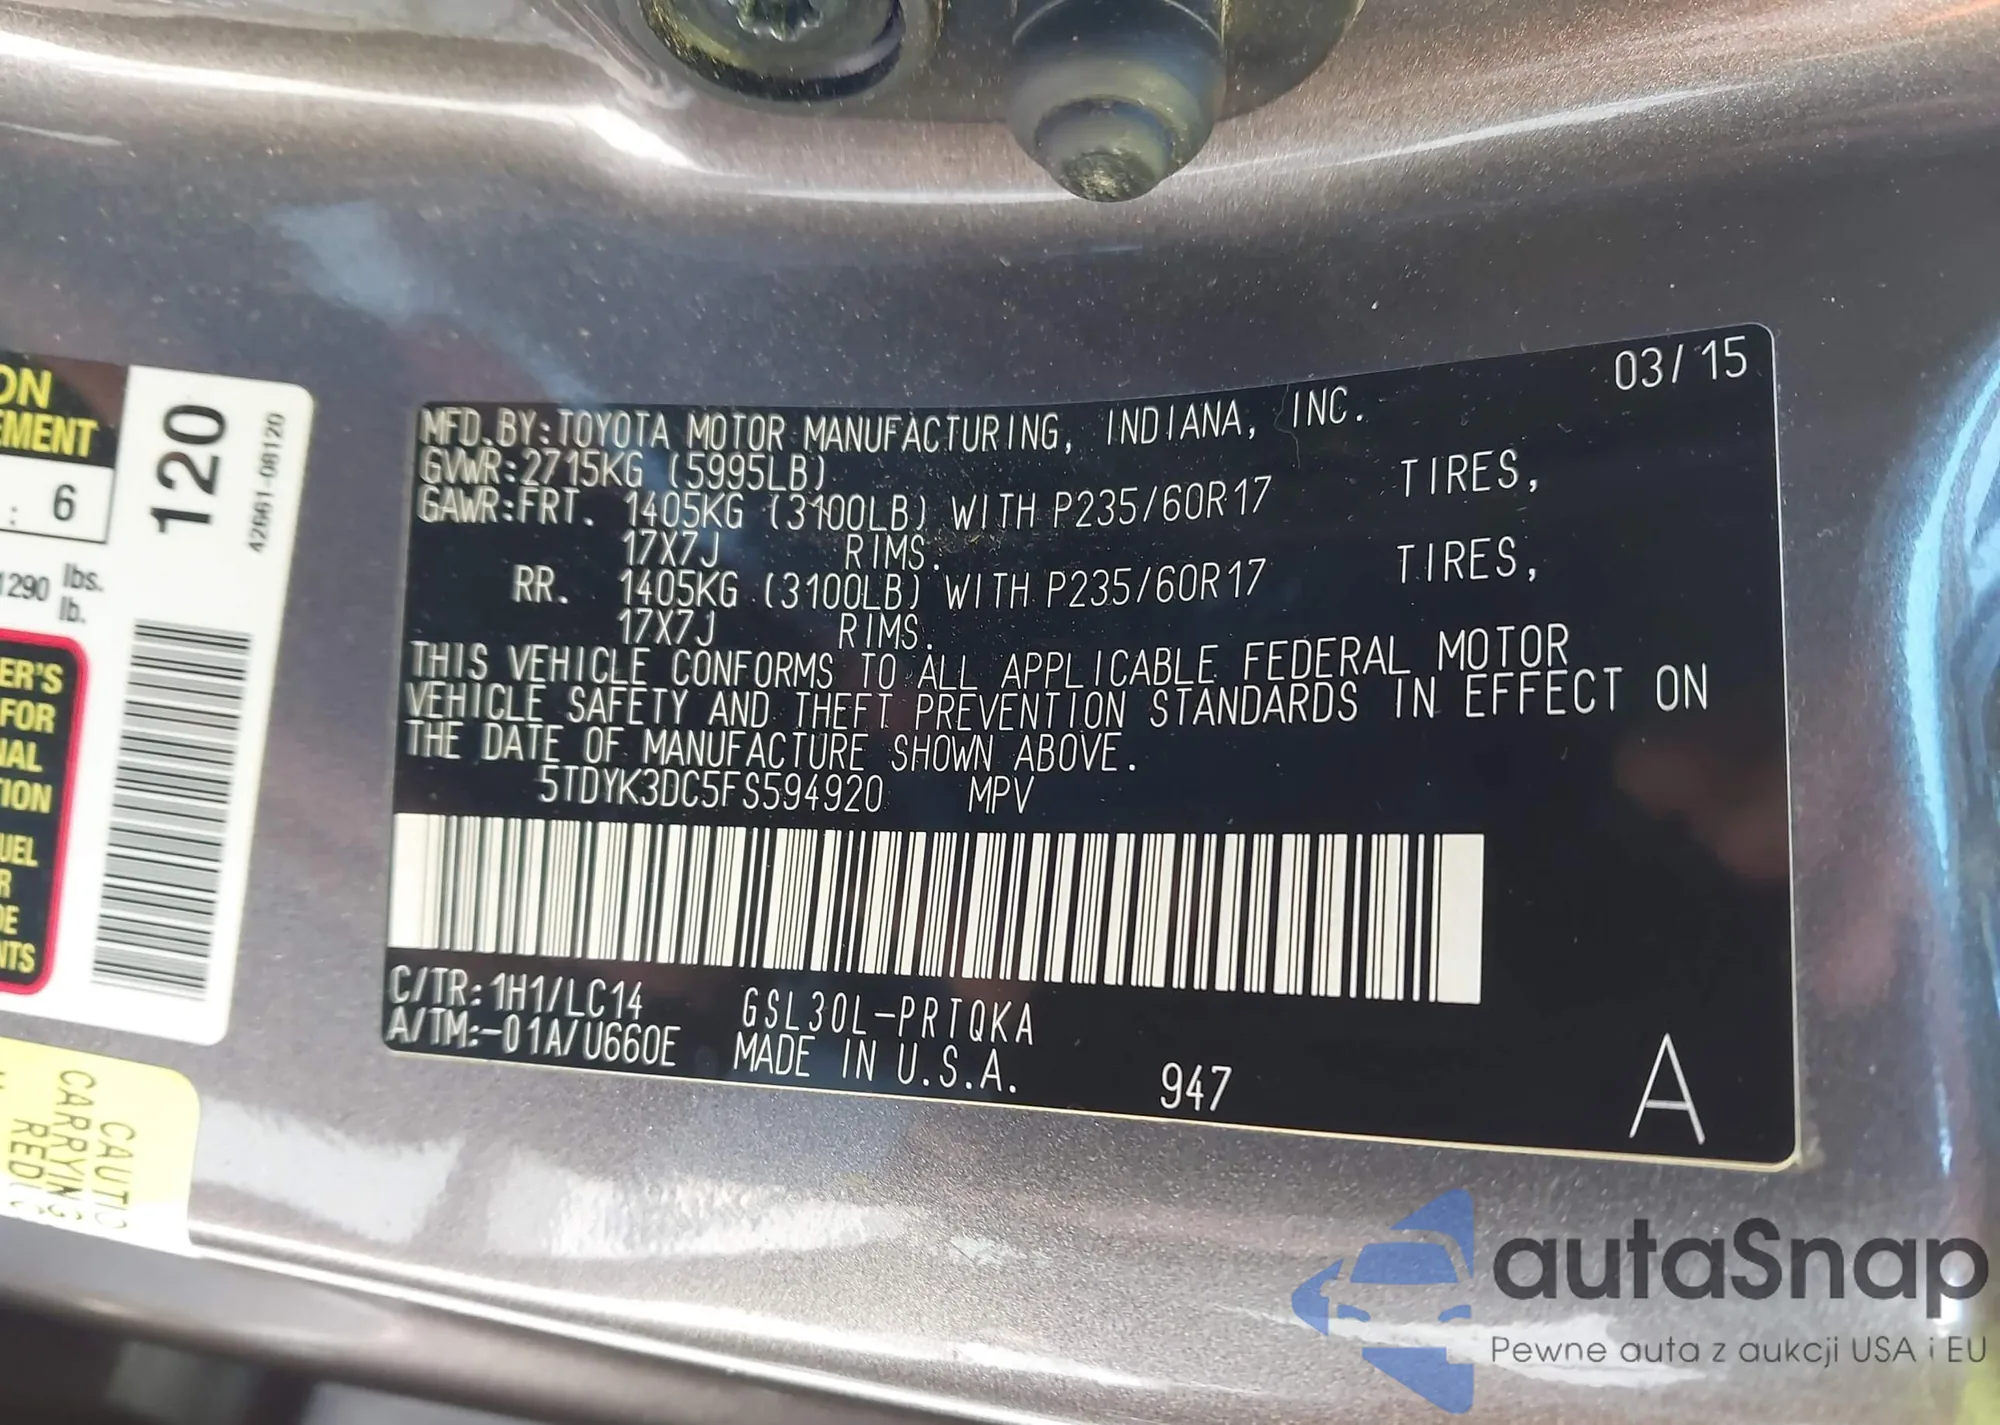 03/15
MFD.BY:TOYOTA MOTOR MANUFACTURING, INDIANA, INC.
GVWR:2715KG (5995LB)
GAWR:FRT. 1405KG (3100LB) WITH P235/60R17 TIRES,
17X7J RIMS.
RR. 1405KG (3100LB) WITH P235/60R17 TIRES,
17X7J RIMS.
THIS VEHICLE CONFORMS TO ALL APPLICABLE FEDERAL MOTOR
VEHICLE SAFETY AND THEFT PREVENTION STANDARDS IN EFFECT ON
THE DATE OF MANUFACTURE SHOWN ABOVE.
5TDYK3DC5FS594920 MPV
C/TR:1H1/LC14 GSL30L-PRTQKA
A/TM:-01A/U660E MADE IN U.S.A. 947
A
ON
EMENT
: 6
1290 lbs.
lb.
120
42661-08120
ER'S
FOR
NAL
TION
UEL
R
DE
NTS
CAUTIO
CARRYING
REDUC
autaSnap
Pewne auta z aukcji USA i EU